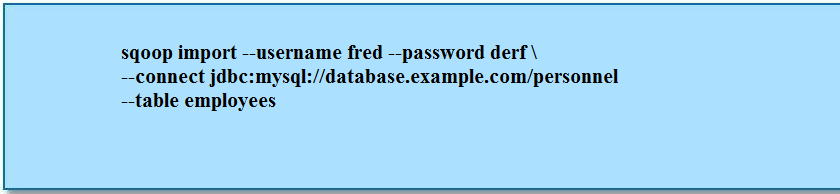 sqoop import --username fred --password derf \
--connect jdbc:mysql://database.example.com/personnel
--table employees